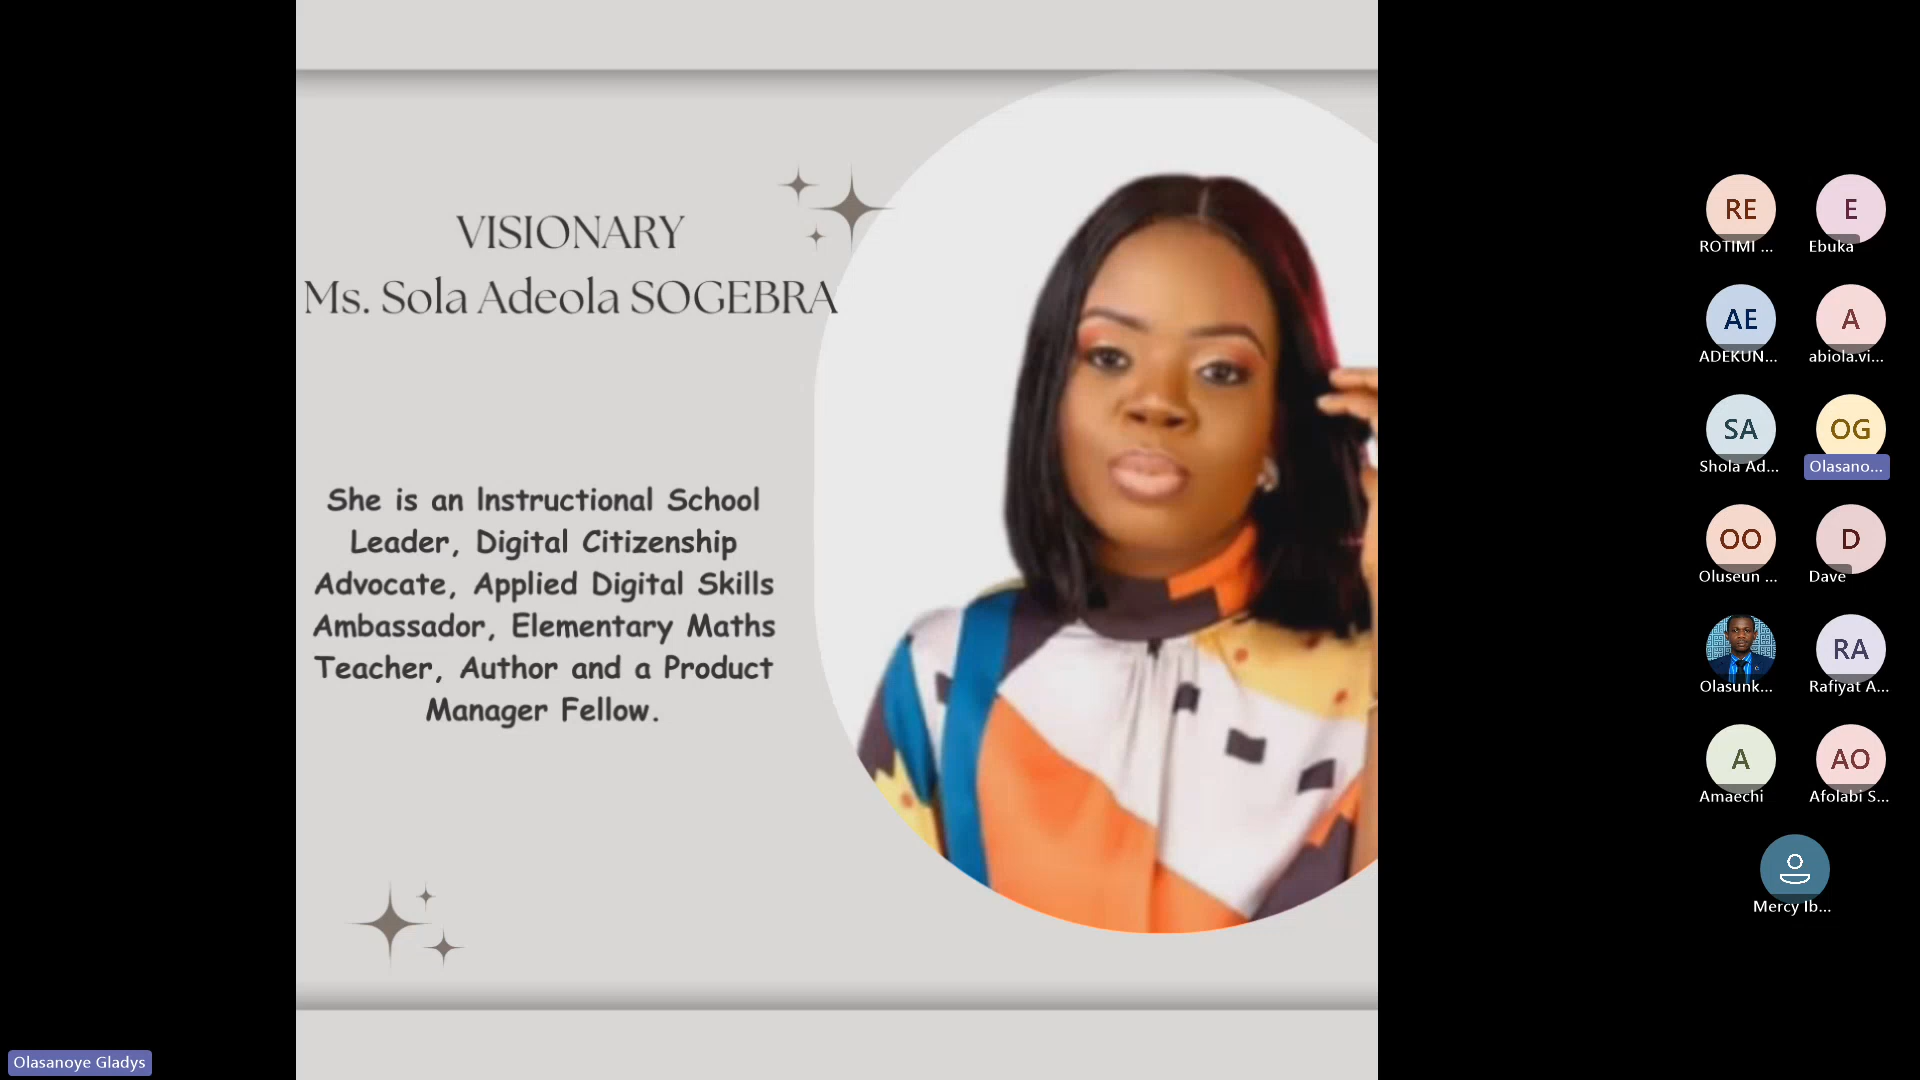 VISIONARY
Ms. Sola Adeola SOGEBRA
She is an Instructional School
Leader, Digital Citizenship
Advocate, Applied Digital Skills
Ambassador, Elementary Maths
Teacher, Author and a Product
Manager Fellow.
RE
ROTIMI ...
E
Ebuka
AE
ADEKUN...
A
abiola.vi...
SA
Shola Ad...
OG
Olasano...
OO
Oluseun ...
D
Dave
Olasunk...
RA
Rafiyat A...
A
Amaechi
AO
Afolabi S...
Mercy Ib...
Olasanoye Gladys